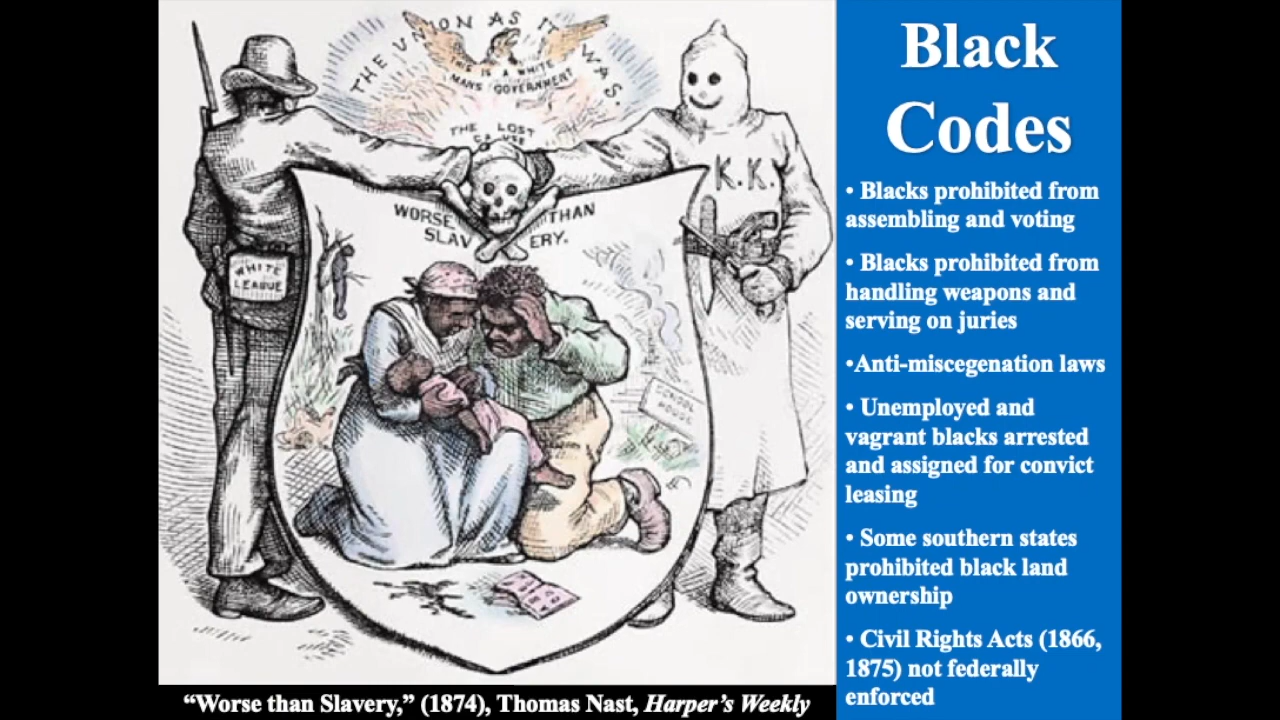 THE UNION AS IT WAS.
THIS IS A WHITE
MAN'S GOVERNMENT
THE LOST
CAUSE
WORSE THAN
SLAVERY.
WHITE
LEAGUE
K.K.
SCHOOL
HOUSE
“Worse than Slavery,” (1874), Thomas Nast, Harper’s Weekly
Black
Codes
• Blacks prohibited from
assembling and voting
• Blacks prohibited from
handling weapons and
serving on juries
•Anti-miscegenation laws
• Unemployed and
vagrant blacks arrested
and assigned for convict
leasing
• Some southern states
prohibited black land
ownership
• Civil Rights Acts (1866,
1875) not federally
enforced